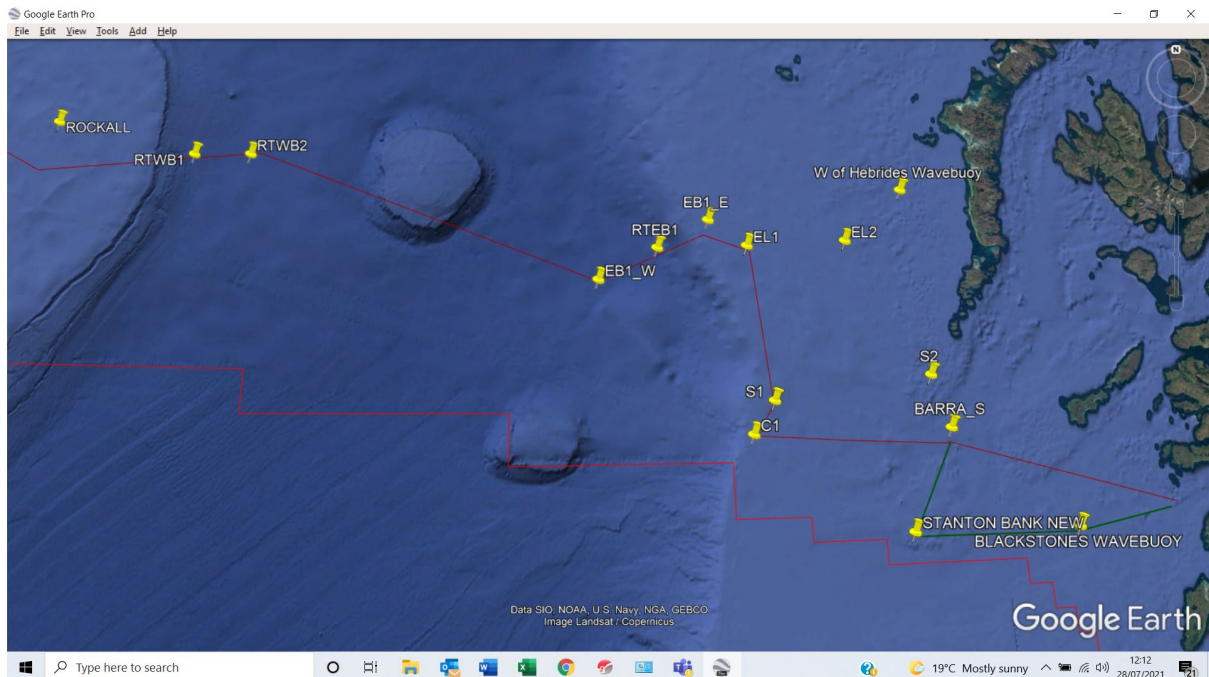 Google Earth Pro
File Edit View Tools Add Help
N
ROCKALL
RTWB1
RTWB2
W of Hebrides Wavebuoy
EB1_E
RTEB1
EL1
EL2
EB1_W
S2
S1
BARRA_S
C1
STANTON BANK NEW
BLACKSTONES WAVEBUOY
Data SIO, NOAA, U.S. Navy, NGA, GEBCO
Image Landsat / Copernicus
Google Earth
Type here to search
19°C Mostly sunny
12:12
28/07/2021
21